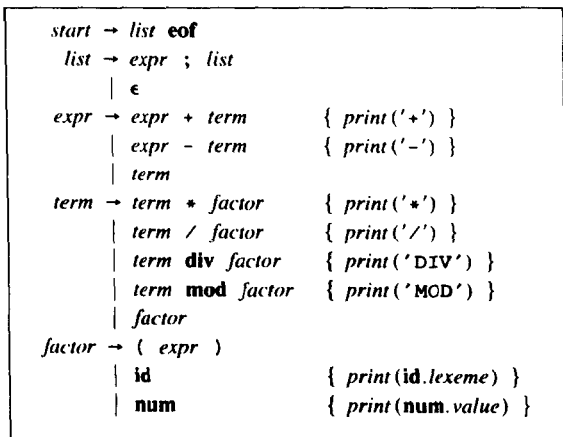 start → list eof
list → expr ; list
| ϵ
expr → expr + term { print('+') }
| expr - term { print('-') }
| term
term → term * factor { print('*') }
| term / factor { print('/') }
| term div factor { print('DIV') }
| term mod factor { print('MOD') }
| factor
factor → ( expr )
| id { print(id.lexeme) }
| num { print(num.value) }